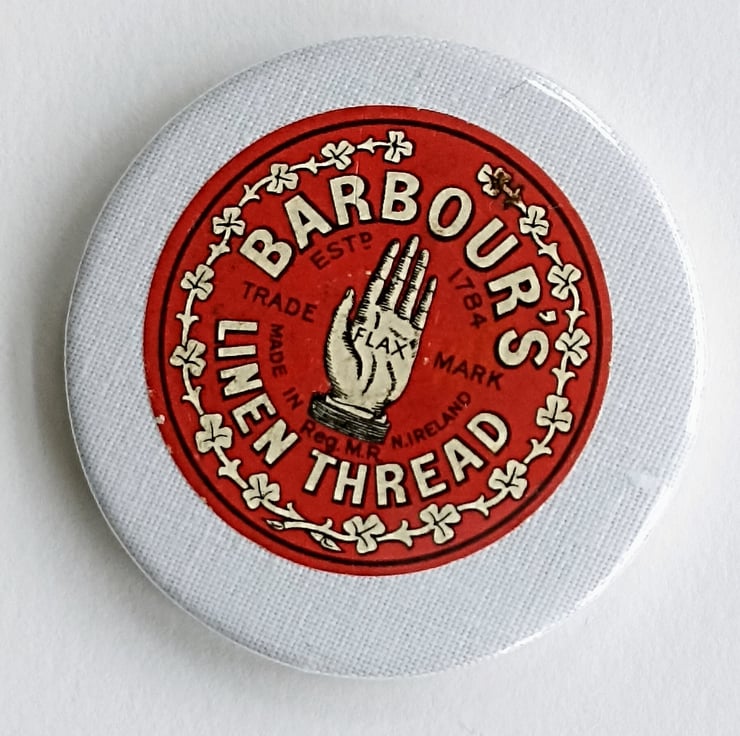 BARBOUR'S
ESTD 1784
TRADE MARK
FLAX
MADE IN N.IRELAND
Reg. M.R.
LINEN THREAD